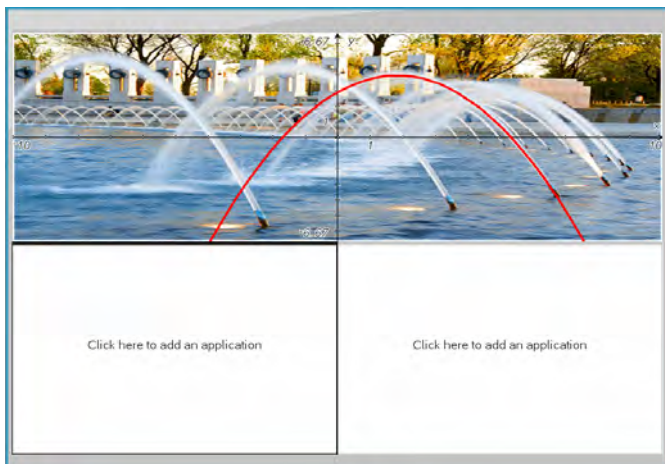 6.67 y
1
-10 1 10
-6.67
Click here to add an application Click here to add an application